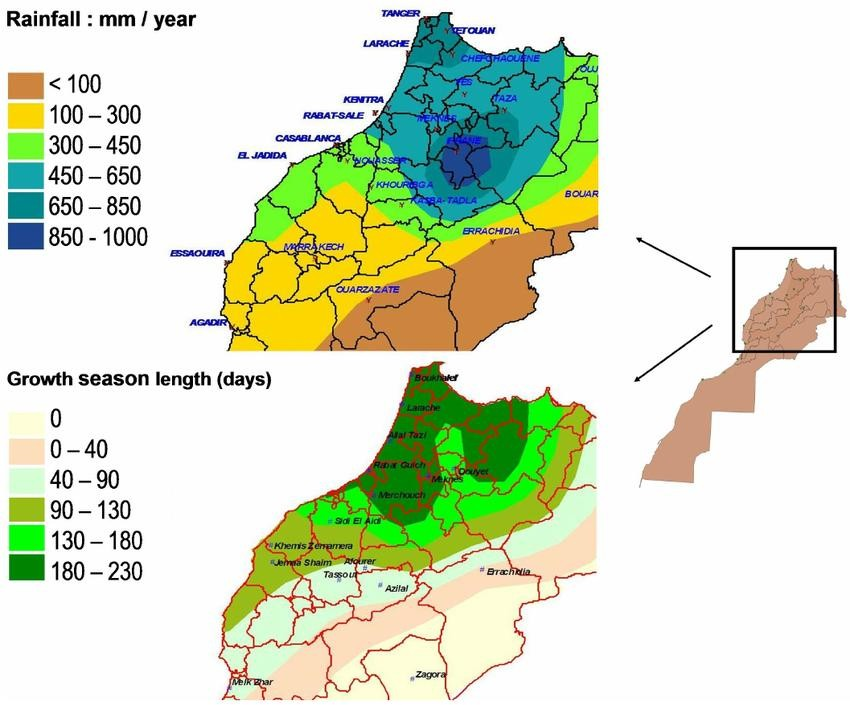 Rainfall : mm / year
< 100
100 – 300
300 – 450
450 – 650
650 – 850
850 - 1000
TANGER
TETOUAN
LARACHE
CHEFCHAOUENE
OUJ
FES
KENITRA
TAZA
RABAT-SALE
MEKNES
CASABLANCA
IFRANE
EL JADIDA
NOUASSER
KHOURIBGA
BOUAR
KASBA-TADLA
ERRACHIDIA
MARRAKECH
ESSAOUIRA
OUARZAZATE
AGADIR
Growth season length (days)
0
0 – 40
40 – 90
90 – 130
130 – 180
180 – 230
Boukhalef
Larache
Allal Tazi
Rabat Guich
Douyet
Meknes
Merchouch
Sidi El Aidi
Khemis Zemamera
Jemaa Shaim
Afourer
Tassout
Errachidia
Azilal
Zagora
Melk Zhar